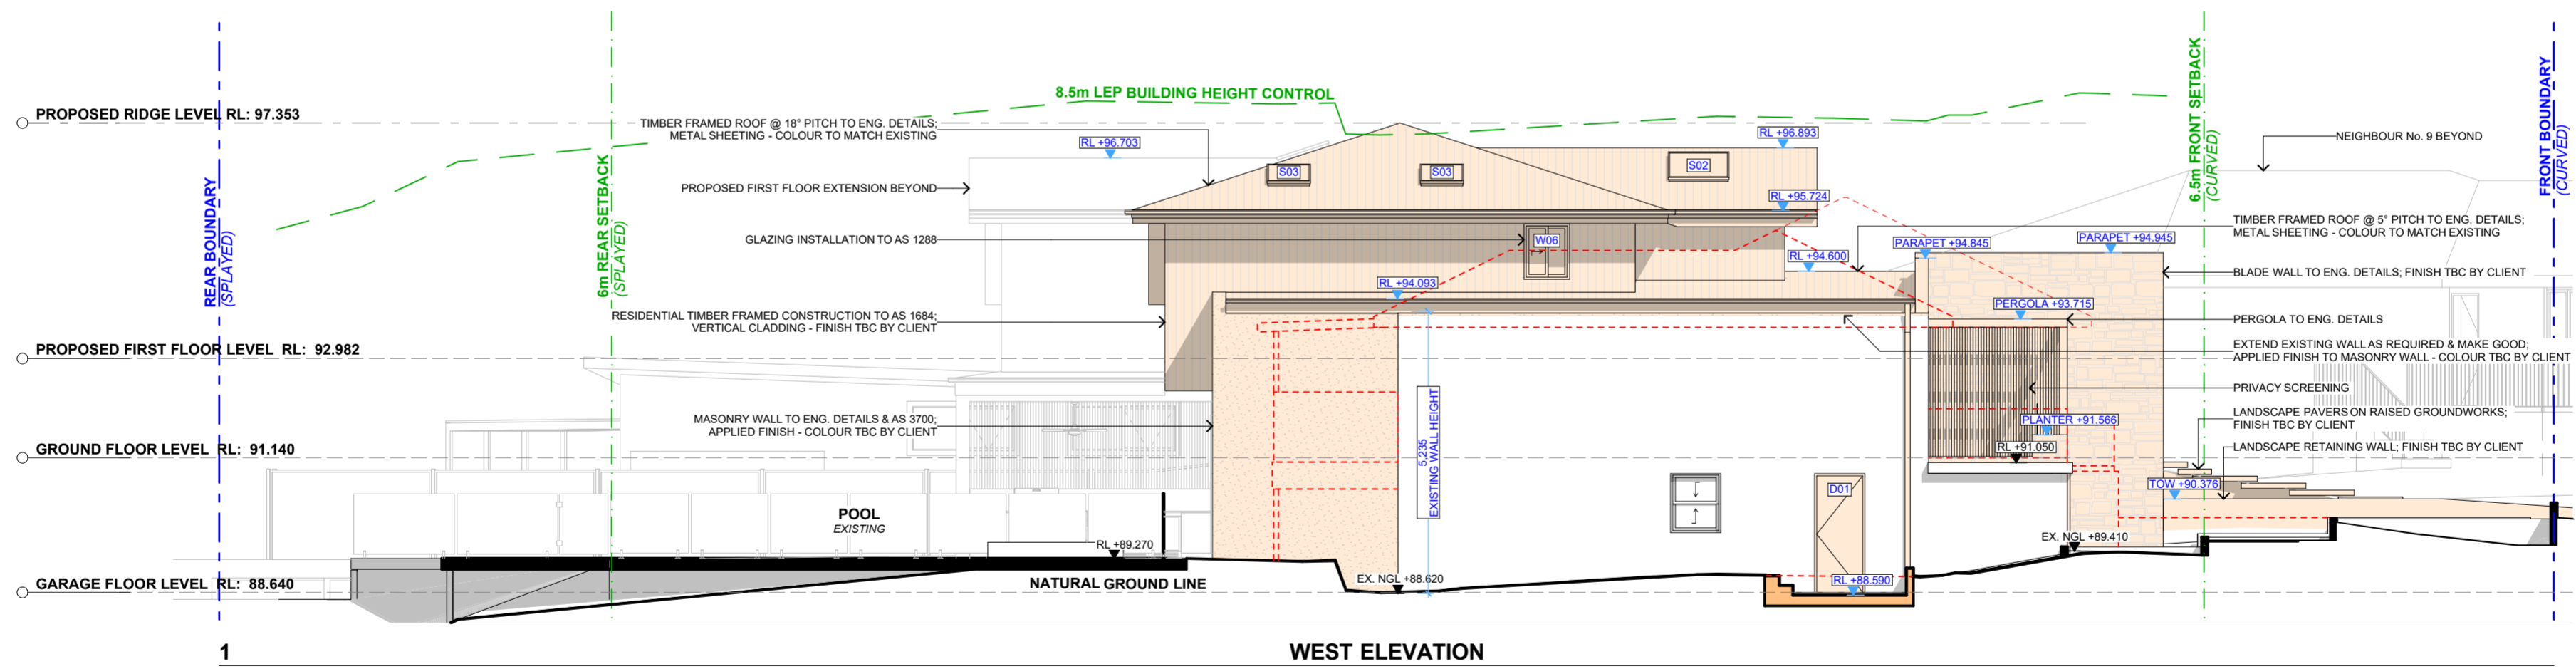 8.5m LEP BUILDING HEIGHT CONTROL
PROPOSED RIDGE LEVEL RL: 97.353
TIMBER FRAMED ROOF @ 18° PITCH TO ENG. DETAILS;
METAL SHEETING - COLOUR TO MATCH EXISTING
RL +96.703
RL +96.893
NEIGHBOUR No. 9 BEYOND
REAR BOUNDARY
(SPLAYED)
6m REAR SETBACK
(SPLAYED)
6.5m FRONT SETBACK
(CURVED)
FRONT BOUNDARY
(CURVED)
S03
S03
S02
PROPOSED FIRST FLOOR EXTENSION BEYOND
RL +95.724
TIMBER FRAMED ROOF @ 5° PITCH TO ENG. DETAILS;
METAL SHEETING - COLOUR TO MATCH EXISTING
GLAZING INSTALLATION TO AS 1288
W06
PARAPET +94.845
PARAPET +94.945
RL +94.600
BLADE WALL TO ENG. DETAILS; FINISH TBC BY CLIENT
RL +94.093
PERGOLA +93.715
RESIDENTIAL TIMBER FRAMED CONSTRUCTION TO AS 1684;
VERTICAL CLADDING - FINISH TBC BY CLIENT
PERGOLA TO ENG. DETAILS
PROPOSED FIRST FLOOR LEVEL RL: 92.982
EXTEND EXISTING WALL AS REQUIRED & MAKE GOOD;
APPLIED FINISH TO MASONRY WALL - COLOUR TBC BY CLIENT
PRIVACY SCREENING
5,235
EXISTING WALL HEIGHT
MASONRY WALL TO ENG. DETAILS & AS 3700;
APPLIED FINISH - COLOUR TBC BY CLIENT
PLANTER +91.566
LANDSCAPE PAVERS ON RAISED GROUNDWORKS;
FINISH TBC BY CLIENT
GROUND FLOOR LEVEL RL: 91.140
RL +91.050
LANDSCAPE RETAINING WALL; FINISH TBC BY CLIENT
D01
TOW +90.376
POOL
EXISTING
RL +89.270
EX. NGL +89.410
GARAGE FLOOR LEVEL RL: 88.640
NATURAL GROUND LINE
EX. NGL +88.620
RL +88.590
1
WEST ELEVATION